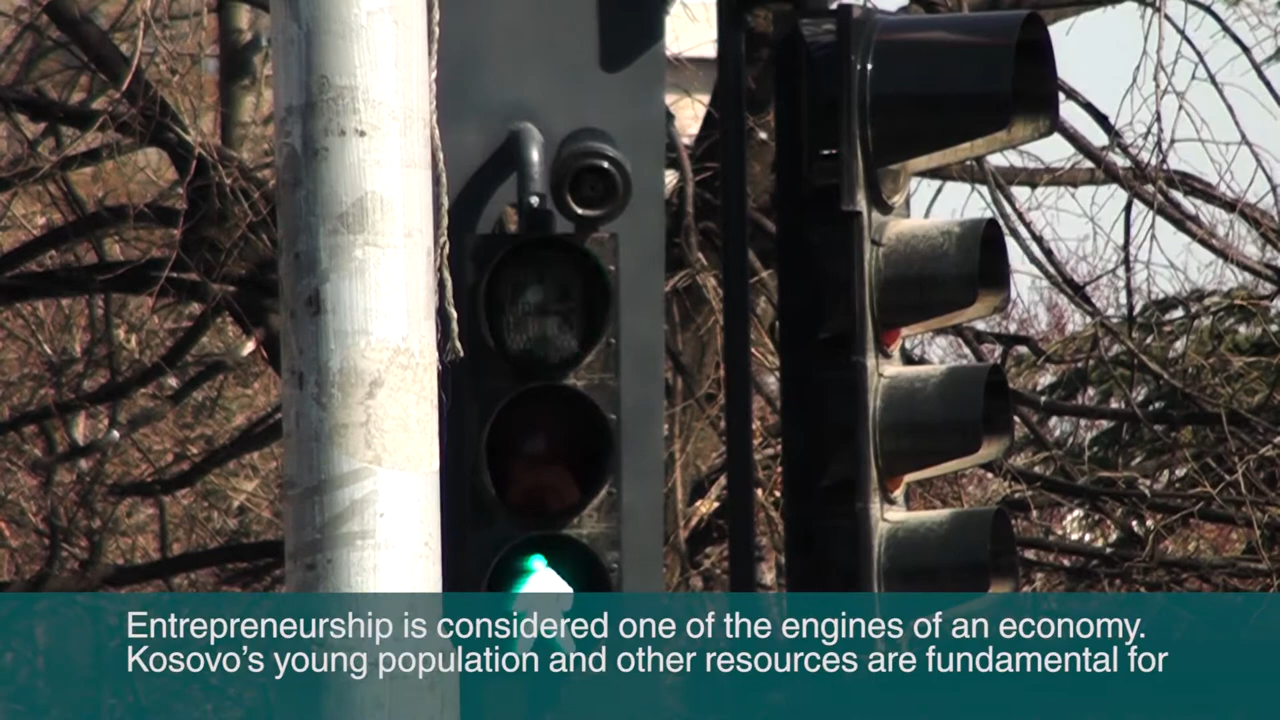 Entrepreneurship is considered one of the engines of an economy.
Kosovo’s young population and other resources are fundamental for